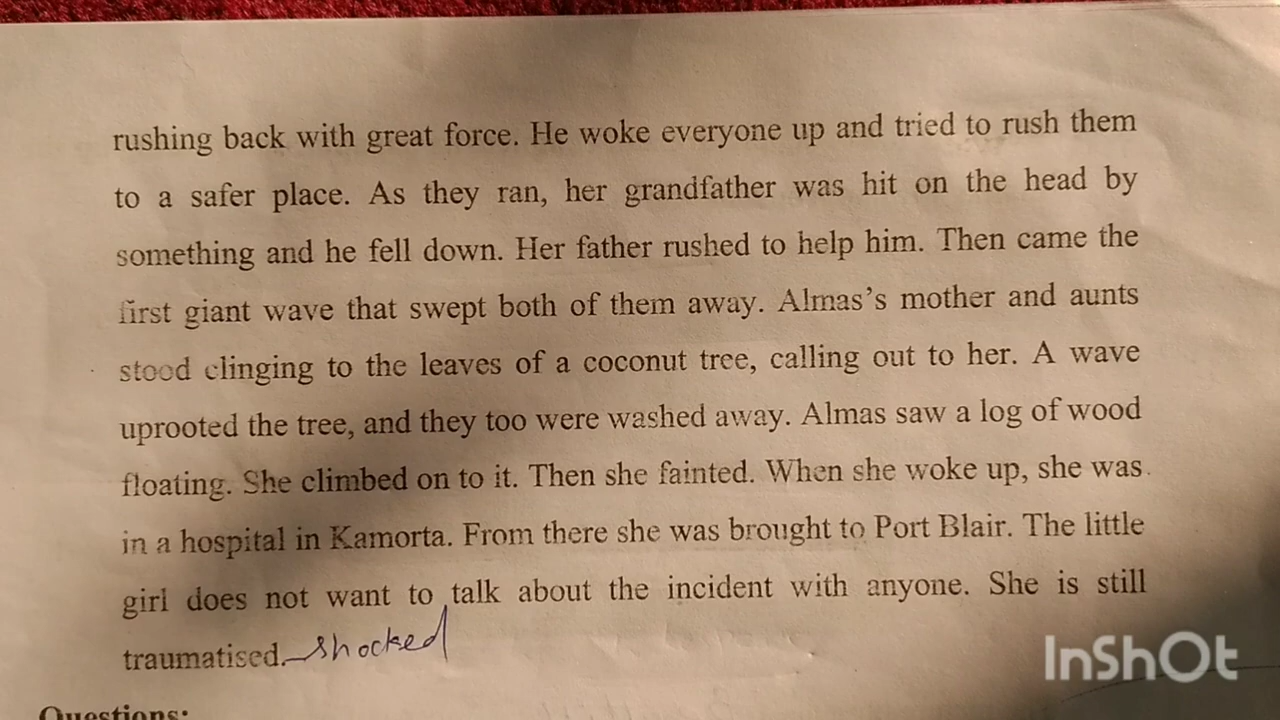 rushing back with great force. He woke everyone up and tried to rush them
to a safer place. As they ran, her grandfather was hit on the head by
something and he fell down. Her father rushed to help him. Then came the
first giant wave that swept both of them away. Almas's mother and aunts
stood clinging to the leaves of a coconut tree, calling out to her. A wave
uprooted the tree, and they too were washed away. Almas saw a log of wood
floating. She climbed on to it. Then she fainted. When she woke up, she was
in a hospital in Kamorta. From there she was brought to Port Blair. The little
girl does not want to talk about the incident with anyone. She is still
traumatised. shocked
InShOt
Questions: